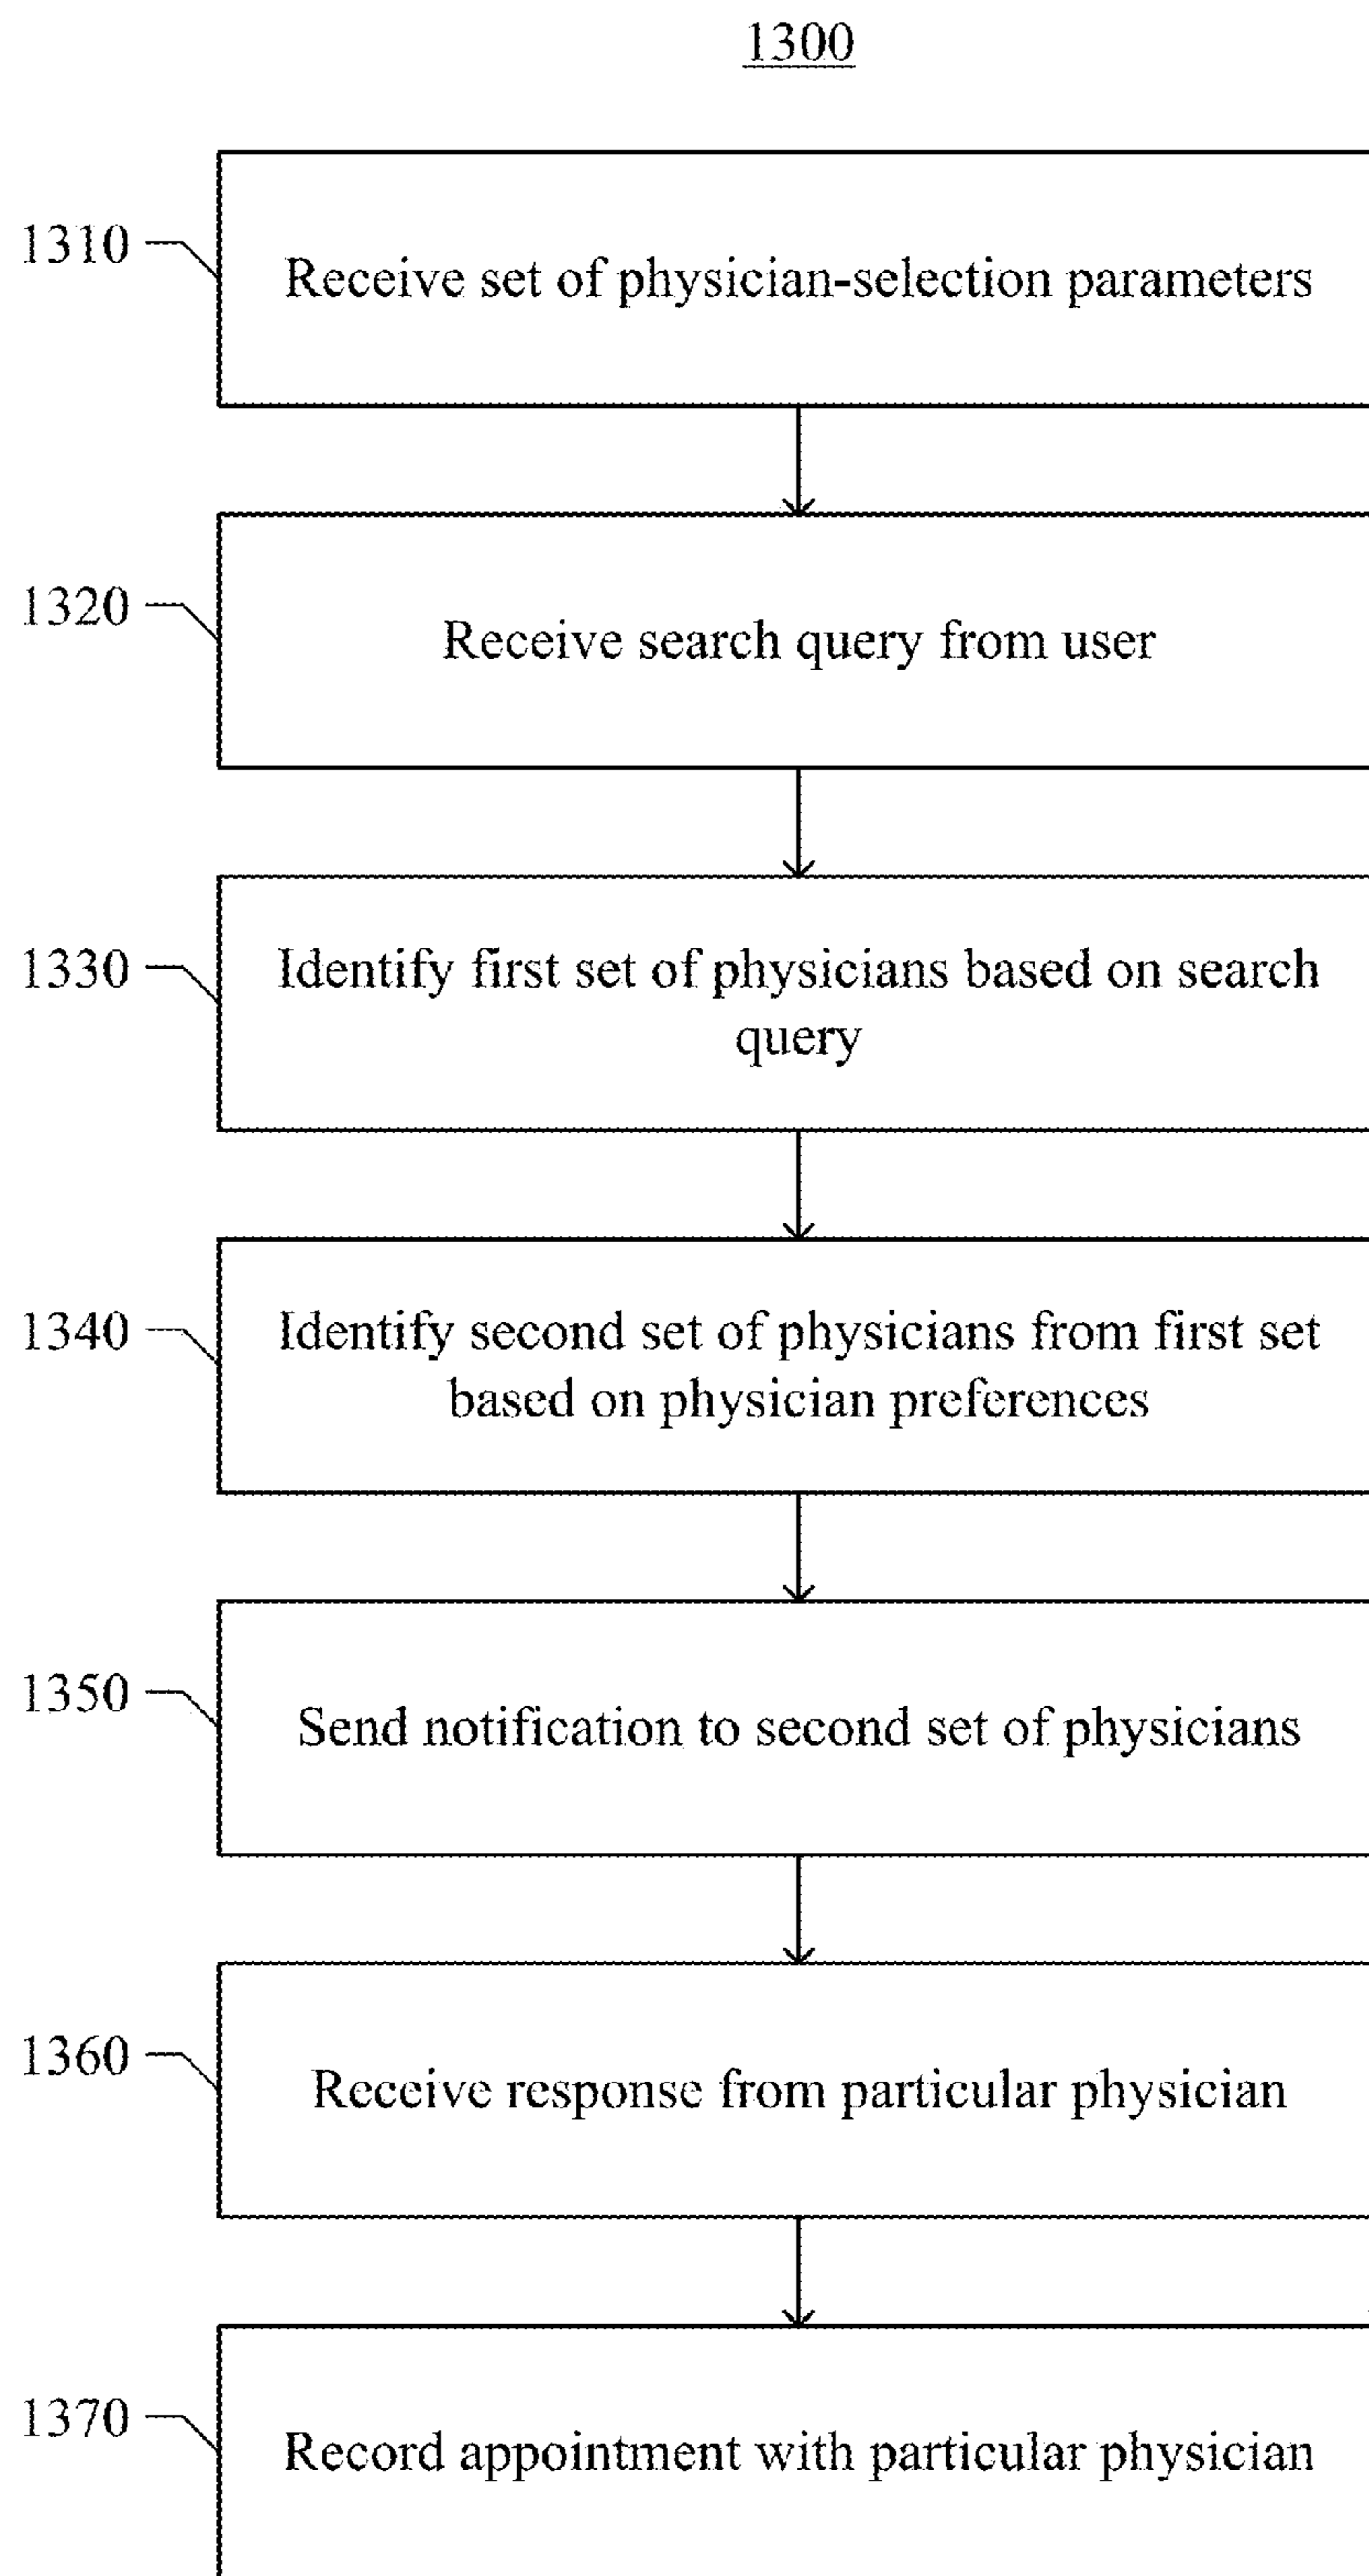 1300
1310
Receive set of physician-selection parameters
1320
Receive search query from user
1330
Identify first set of physicians based on search
query
1340
Identify second set of physicians from first set
based on physician preferences
1350
Send notification to second set of physicians
1360
Receive response from particular physician
1370
Record appointment with particular physician